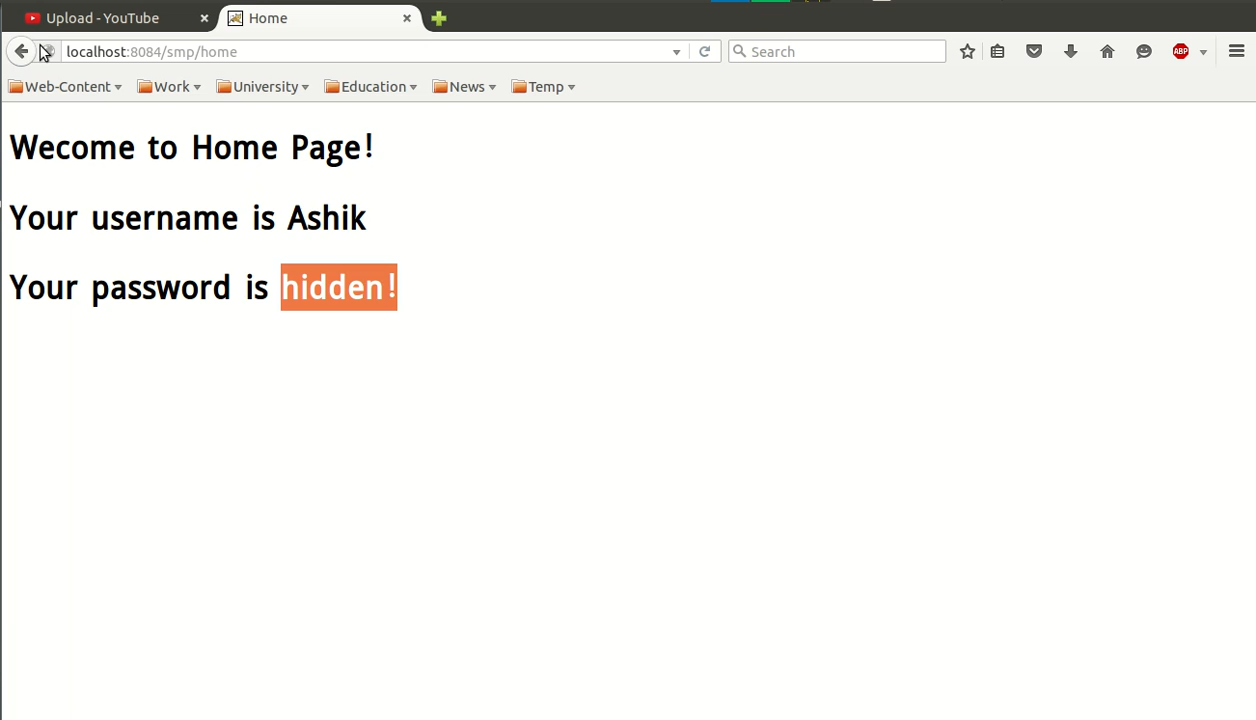 Upload - YouTube
Home
localhost:8084/smp/home
Search
ABP
Web-Content Work University Education News Temp
Wecome to Home Page!
Your username is Ashik
Your password is hidden!